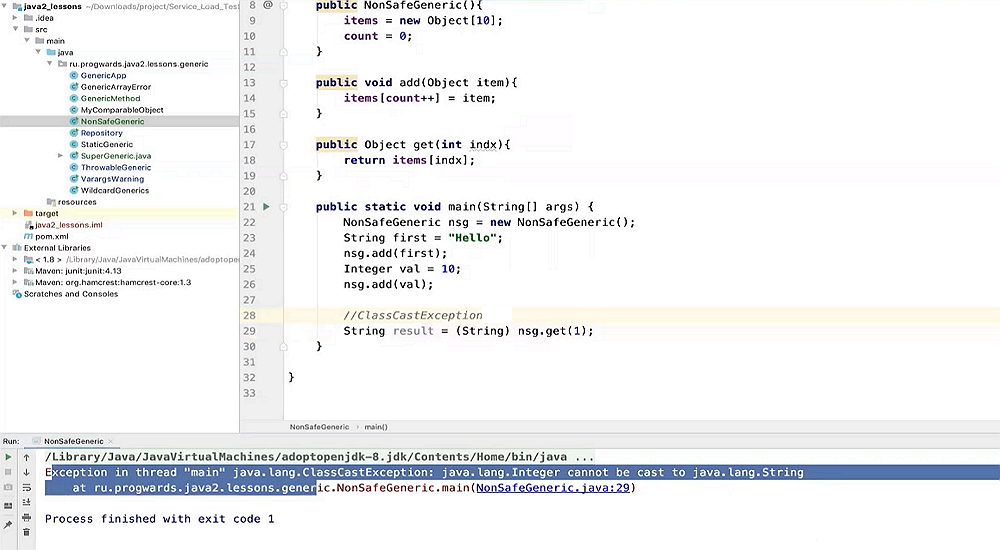 java2_lessons ~/Downloads/project/Service_Load_Test
.idea
src
main
java
ru.progwards.java2.lessons.generic
GenericApp
GenericArrayError
GenericMethod
MyComparableObject
NonSafeGeneric
Repository
StaticGeneric
SuperGeneric.java
ThrowableGeneric
VarargsWarning
WildcardGenerics
resources
target
java2_lessons.iml
pom.xml
External Libraries
< 1.8 > /Library/Java/JavaVirtualMachines/adoptopen
Maven: junit:junit:4.13
Maven: org.hamcrest:hamcrest-core:1.3
Scratches and Consoles
8 @ public NonSafeGeneric(){
9 items = new Object[10];
10 count = 0;
11 }
12
13 public void add(Object item){
14 items[count++] = item;
15 }
16
17 public Object get(int indx){
18 return items[indx];
19 }
20
21 public static void main(String[] args) {
22 NonSafeGeneric nsg = new NonSafeGeneric();
23 String first = "Hello";
24 nsg.add(first);
25 Integer val = 10;
26 nsg.add(val);
27
28 //ClassCastException
29 String result = (String) nsg.get(1);
30 }
31
32 }
33
NonSafeGeneric > main()
Run: NonSafeGeneric ×
/Library/Java/JavaVirtualMachines/adoptopenjdk-8.jdk/Contents/Home/bin/java ...
Exception in thread "main" java.lang.ClassCastException: java.lang.Integer cannot be cast to java.lang.String
at ru.progwards.java2.lessons.generic.NonSafeGeneric.main(NonSafeGeneric.java:29)
Process finished with exit code 1